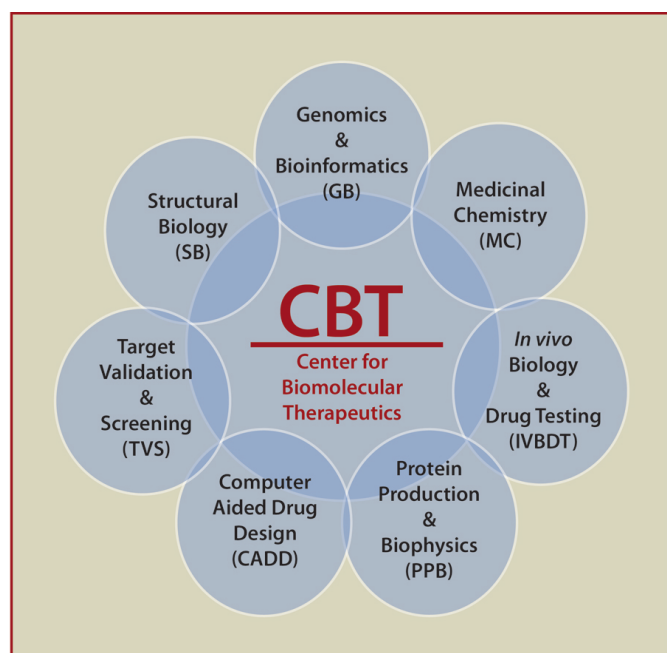 Genomics
&
Bioinformatics
(GB)
Structural
Biology
(SB)
Medicinal
Chemistry
(MC)
CBT
Center for
Biomolecular
Therapeutics
In vivo
Biology
&
Drug Testing
(IVBDT)
Target
Validation
&
Screening
(TVS)
Computer
Aided Drug
Design
(CADD)
Protein
Production
&
Biophysics
(PPB)